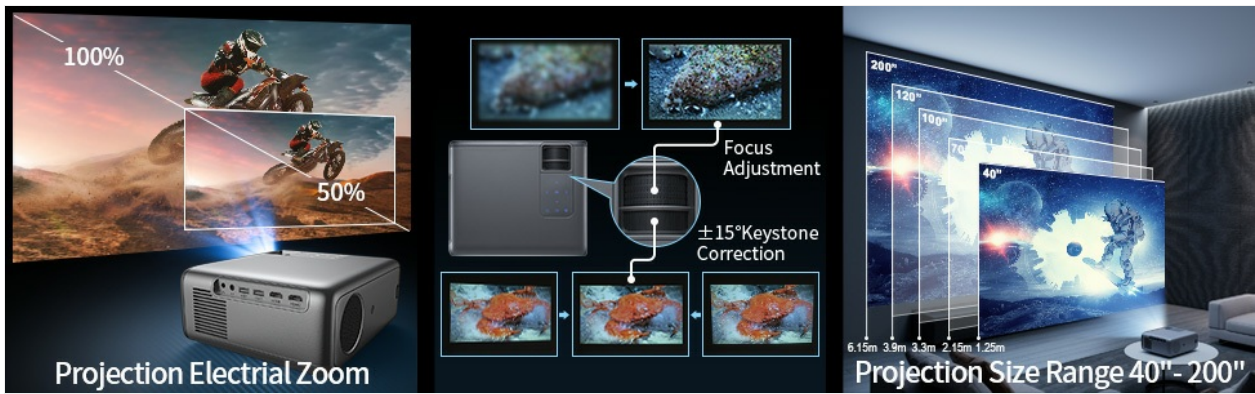 100%
50%
Projection Electrial Zoom
Focus
Adjustment
±15°Keystone
Correction
200"
120"
100"
70"
40"
6.15m 3.9m 3.3m 2.15m 1.25m
Projection Size Range 40"- 200"